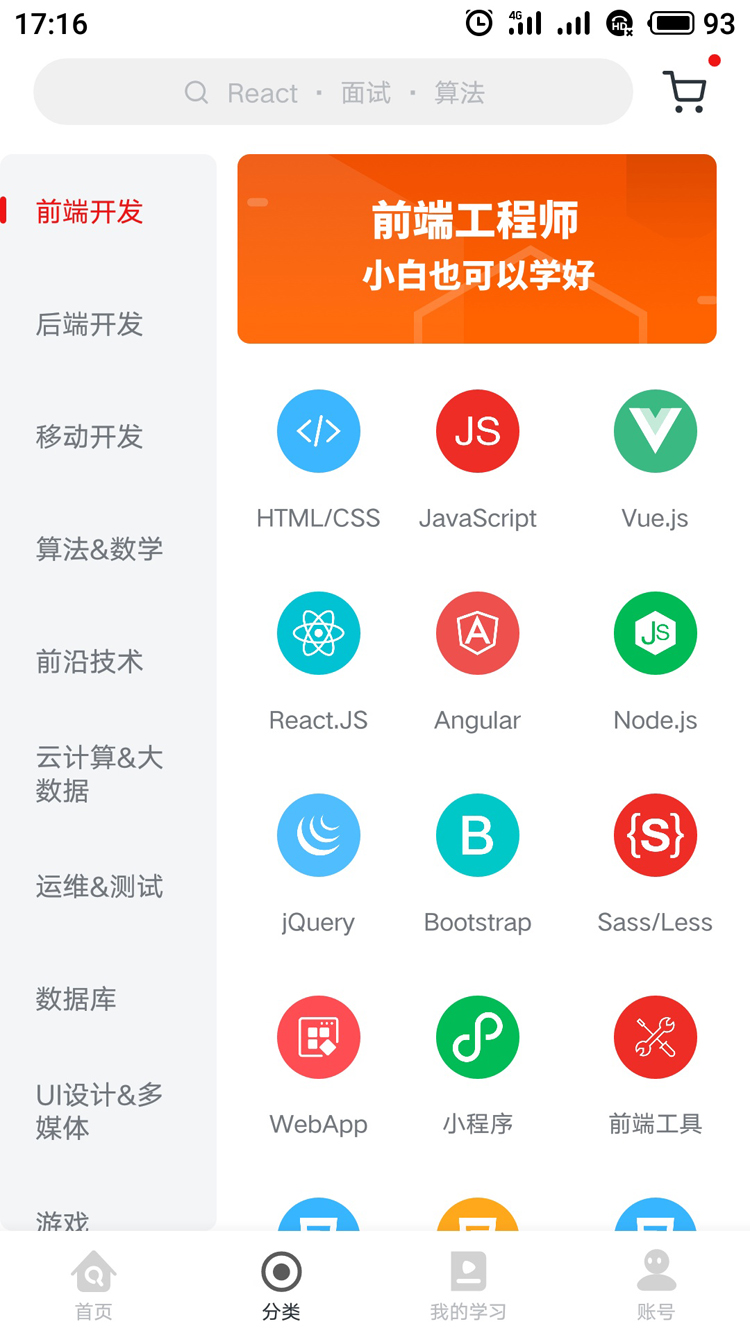 17:16
4G
HD
93
React · 面试 · 算法
前端开发
后端开发
移动开发
算法&数学
前沿技术
云计算&大
数据
运维&测试
数据库
UI设计&多
媒体
游戏
前端工程师
小白也可以学好
</>
JS
HTML/CSS
JavaScript
Vue.js
A
JS
React.JS
Angular
Node.js
B
{S}
jQuery
Bootstrap
Sass/Less
WebApp
小程序
前端工具
首页
分类
我的学习
账号